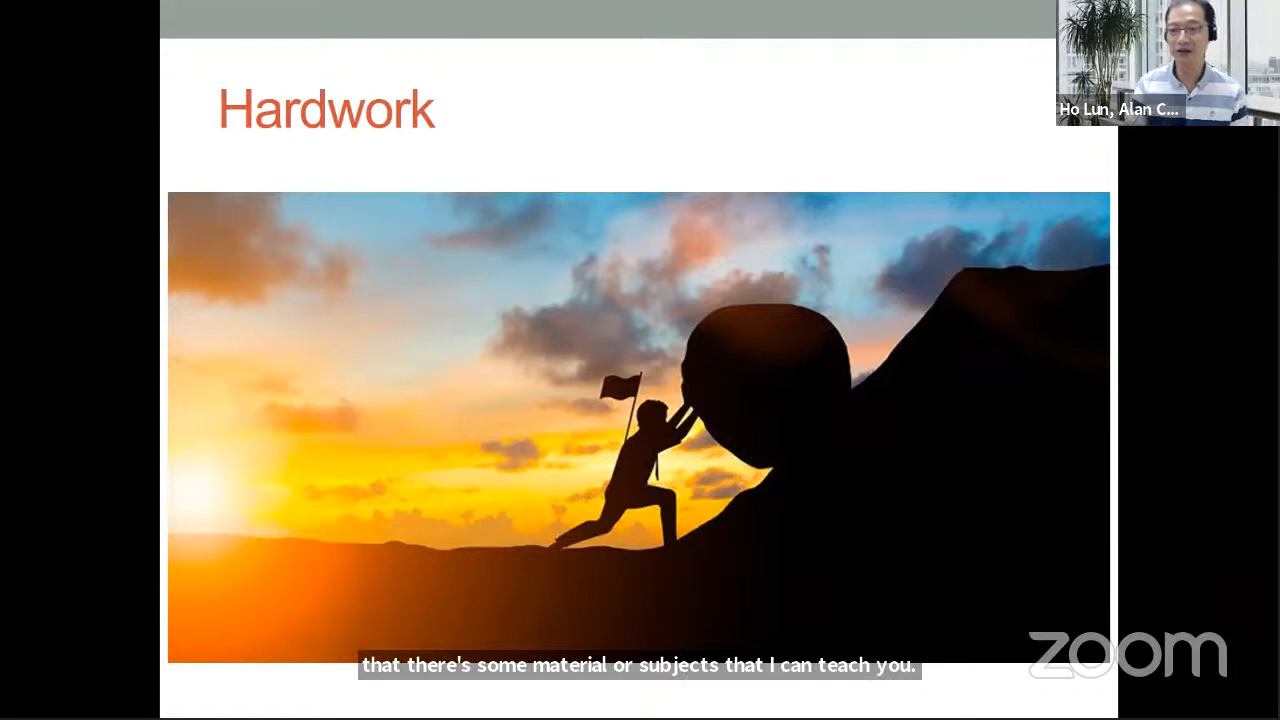 Hardwork
Ho Lun, Alan C...
that there's some material or subjects that I can teach you.
zoom